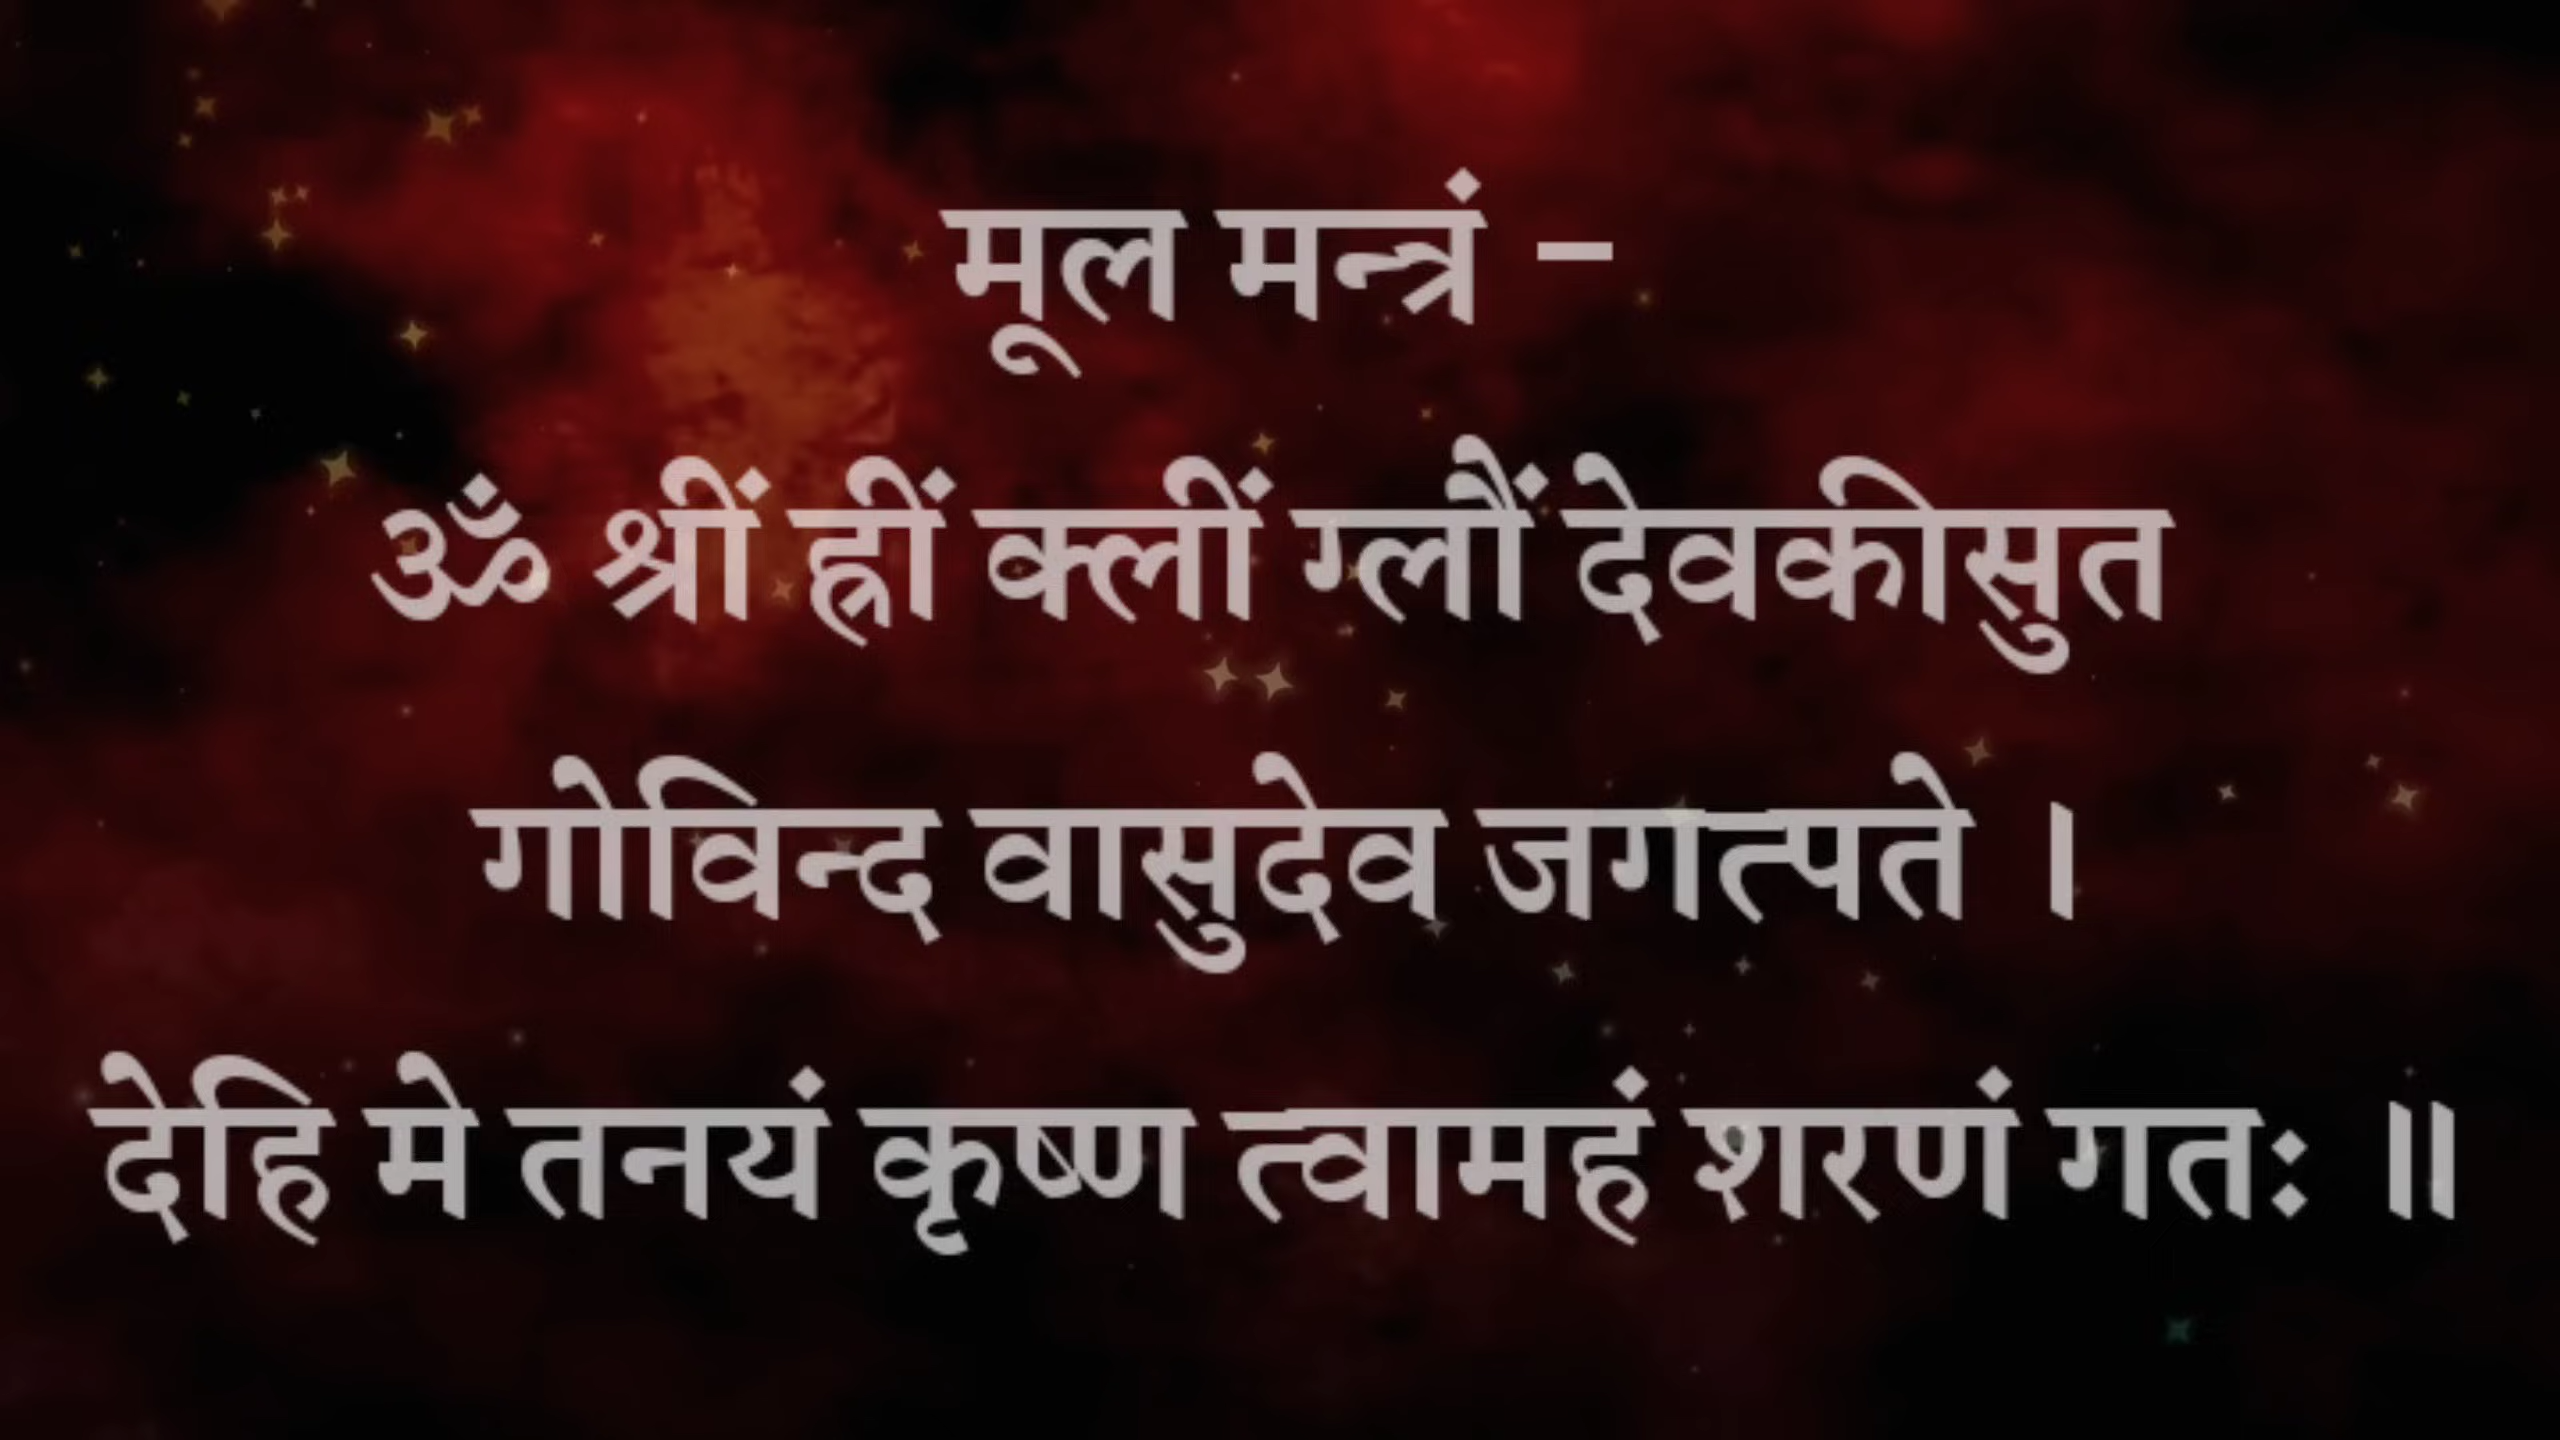 मूल मन्त्रं -
ॐ श्रीं ह्रीं क्लीं ग्लौं देवकीसुत
गोविन्द वासुदेव जगत्पते ।
देहि मे तनयं कृष्ण त्वामहं शरणं गतः ॥